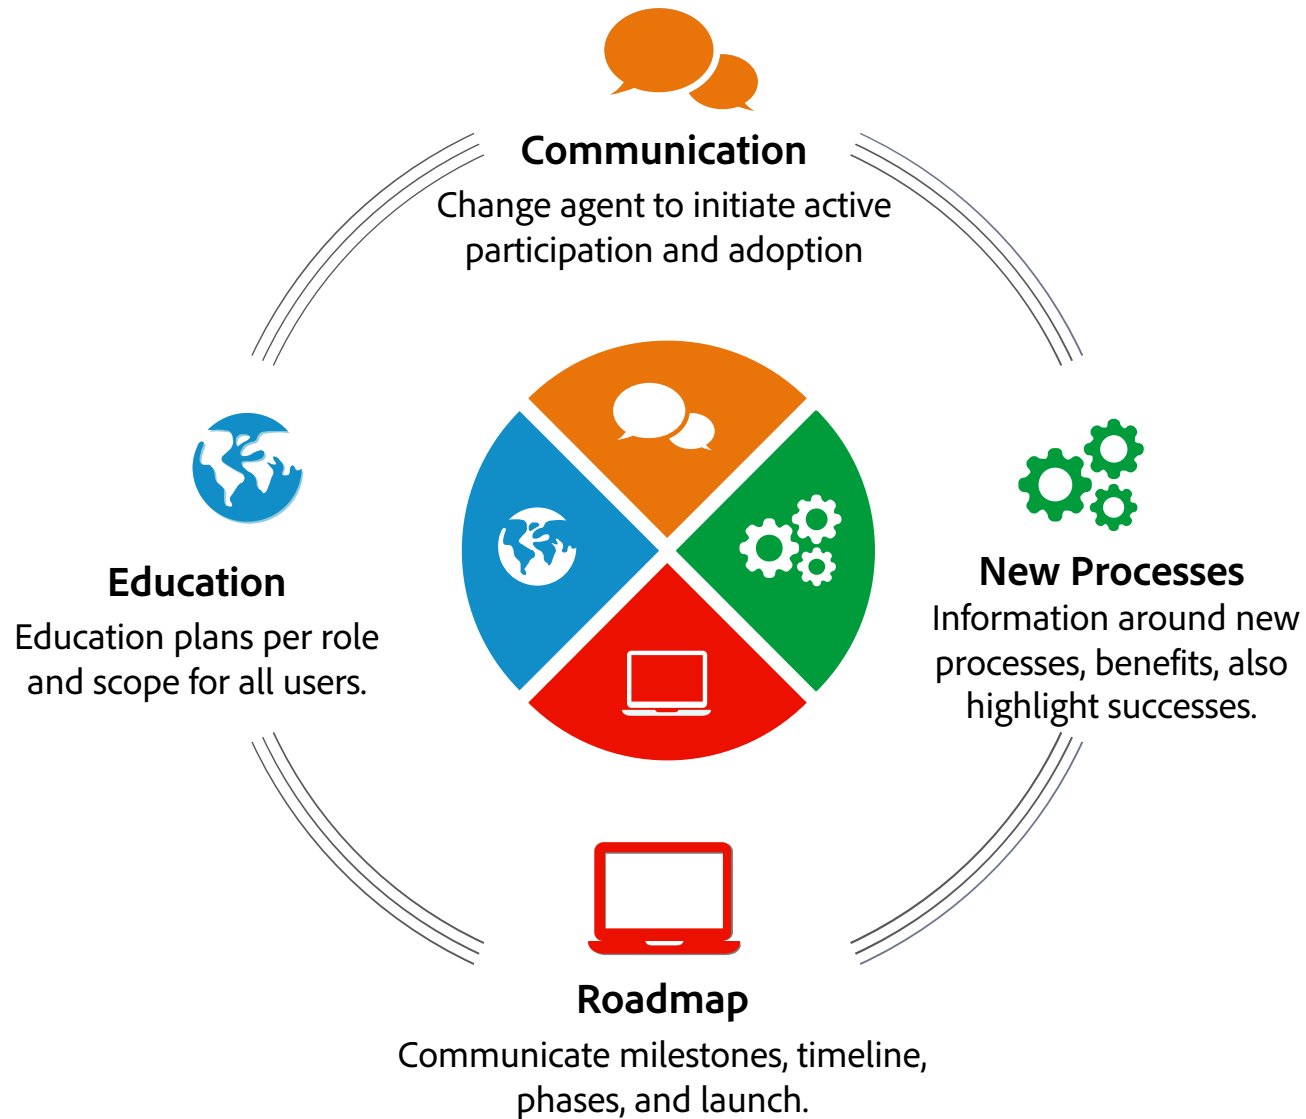 Communication
Change agent to initiate active
participation and adoption
Education
Education plans per role
and scope for all users.
New Processes
Information around new
processes, benefits, also
highlight successes.
Roadmap
Communicate milestones, timeline,
phases, and launch.